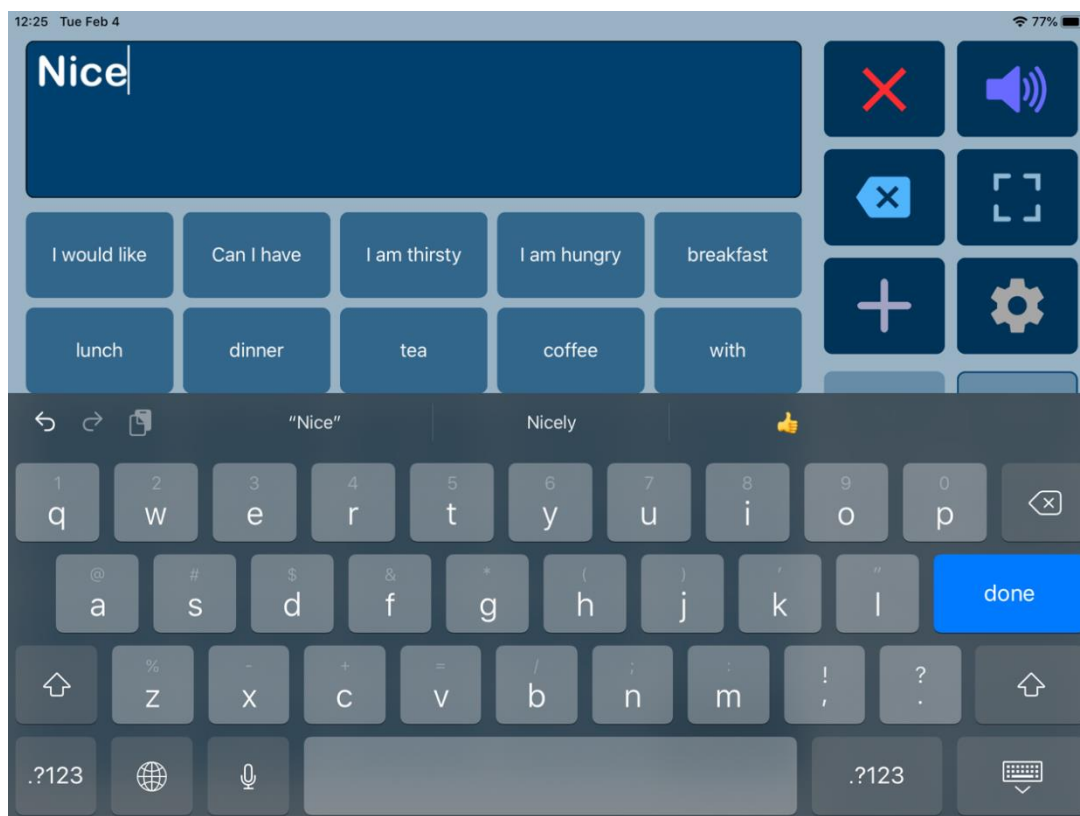 12:25 Tue Feb 4 77%
Nice
I would like Can I have I am thirsty I am hungry breakfast
lunch dinner tea coffee with
“Nice” Nicely 👍
1 2 3 4 5 6 7 8 9 0
q w e r t y u i o p
@ # $ & * ( ) ' "
a s d f g h j k l done
% - + = / ; : ! ?
z x c v b n m , .
.?123 .?123